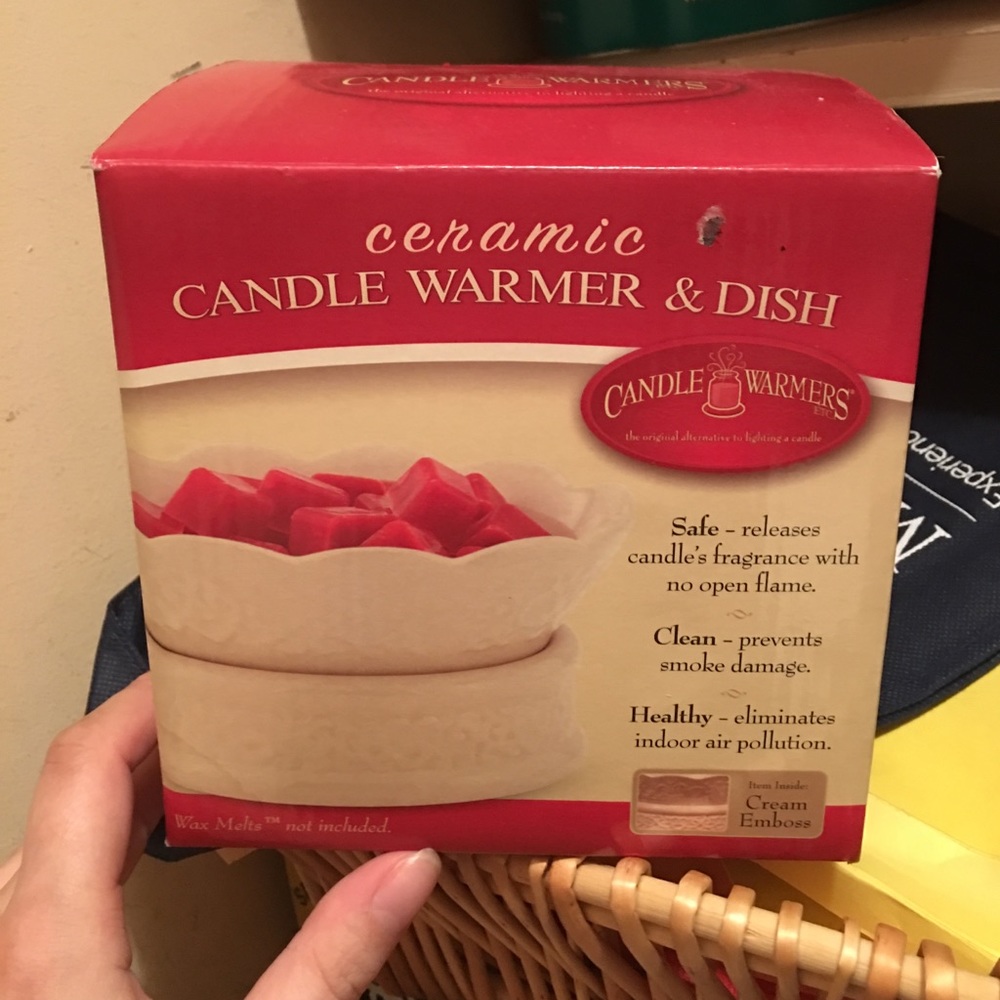 CANDLE WARMERS
the original alternative to lighting a candle
ceramic
CANDLE WARMER & DISH
CANDLE WARMERS®
ETC
the original alternative to lighting a candle
Safe – releases
candle's fragrance with
no open flame.
Clean – prevents
smoke damage.
Healthy – eliminates
indoor air pollution.
Item Inside:
Cream
Emboss
Wax Melts™ not included.
Experienc